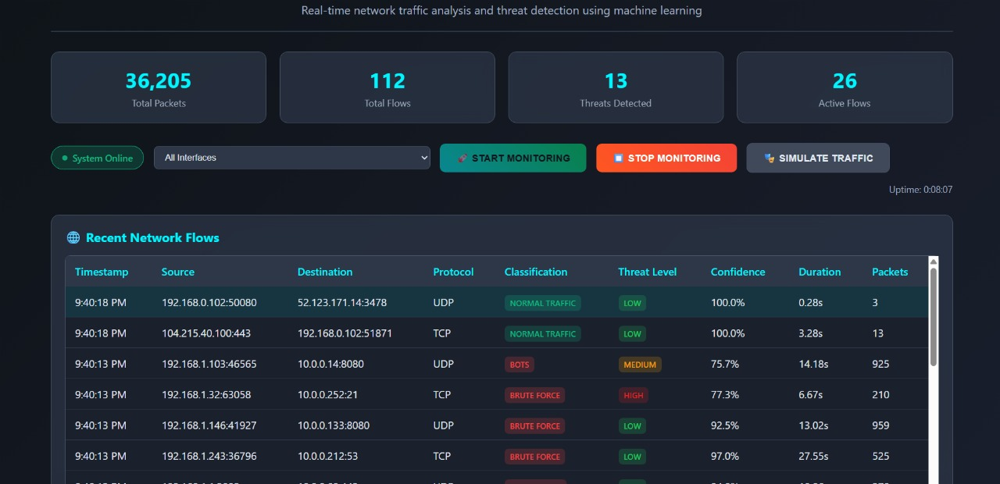 Real-time network traffic analysis and threat detection using machine learning
36,205
Total Packets
112
Total Flows
13
Threats Detected
26
Active Flows
System Online
All Interfaces
START MONITORING
STOP MONITORING
SIMULATE TRAFFIC
Uptime: 0:08:07
Recent Network Flows
Timestamp Source Destination Protocol Classification Threat Level Confidence Duration Packets
9:40:18 PM 192.168.0.102:50080 52.123.171.14:3478 UDP NORMAL TRAFFIC LOW 100.0% 0.28s 3
9:40:18 PM 104.215.40.100:443 192.168.0.102:51871 TCP NORMAL TRAFFIC LOW 100.0% 3.28s 13
9:40:13 PM 192.168.1.103:46565 10.0.0.14:8080 UDP BOTS MEDIUM 75.7% 14.18s 925
9:40:13 PM 192.168.1.32:63058 10.0.0.252:21 TCP BRUTE FORCE HIGH 77.3% 6.67s 210
9:40:13 PM 192.168.1.146:41927 10.0.0.133:8080 UDP BRUTE FORCE LOW 92.5% 13.02s 959
9:40:13 PM 192.168.1.243:36796 10.0.0.212:53 TCP BRUTE FORCE LOW 97.0% 27.55s 525